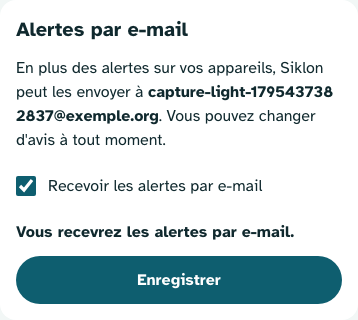 Alertes par e-mail
En plus des alertes sur vos appareils, Siklon
peut les envoyer à capture-light-179543738
2837@exemple.org. Vous pouvez changer
d'avis à tout moment.
Recevoir les alertes par e-mail
Vous recevrez les alertes par e-mail.
Enregistrer